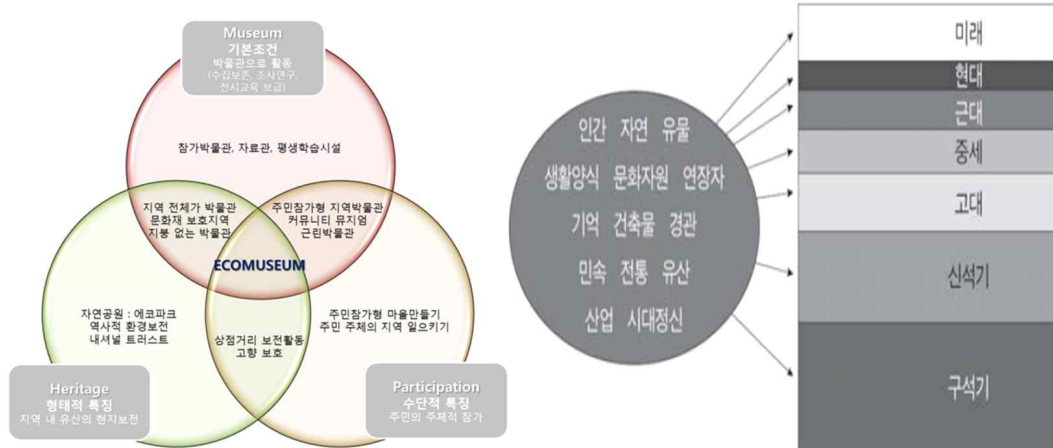 Museum
기본조건
박물관으로 활동
(수집보존, 조사연구,
전시교육 보급)
참가박물관, 자료관, 평생학습시설
지역 전체가 박물관
문화재 보호지역
지붕 없는 박물관
주민참가형 지역박물관
커뮤니티 뮤지엄
근린박물관
ECOMUSEUM
자연공원 : 에코파크
역사적 환경보전
내셔널 트러스트
주민참가형 마을만들기
주민 주체의 지역 일으키기
상점거리 보전활동
고향 보호
Heritage
형태적 특징
지역 내 유산의 현지보전
Participation
수단적 특징
주민의 주체적 참가
인간 자연 유물
생활양식 문화자원 연장자
기억 건축물 경관
민속 전통 유산
산업 시대정신
미래
현대
근대
중세
고대
신석기
구석기